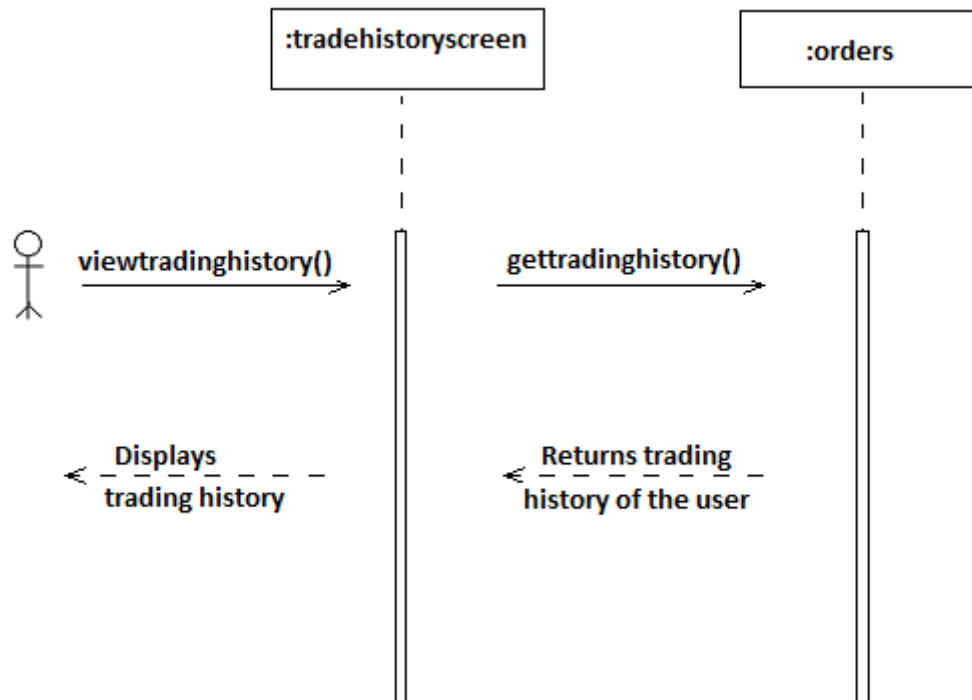 :tradehistoryscreen
:orders
viewtradinghistory()
gettradinghistory()
Displays
trading history
Returns trading
history of the user